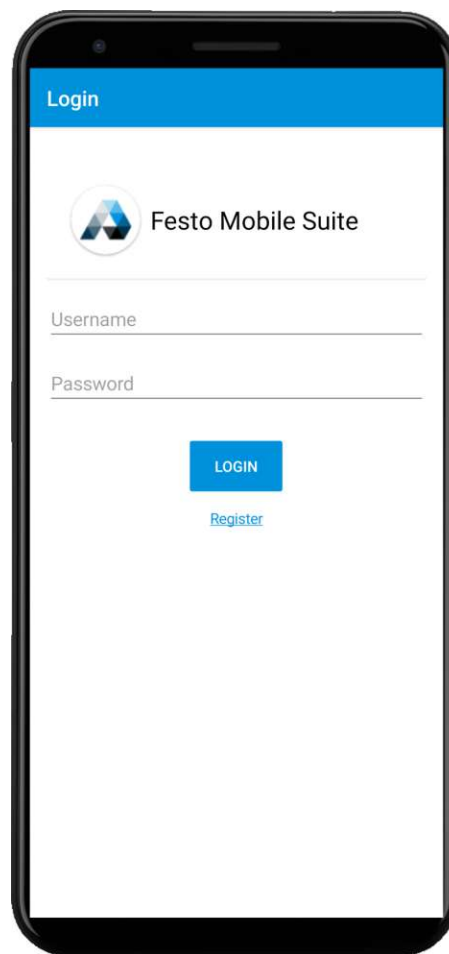 Login
Festo Mobile Suite
Username
Password
LOGIN
Register